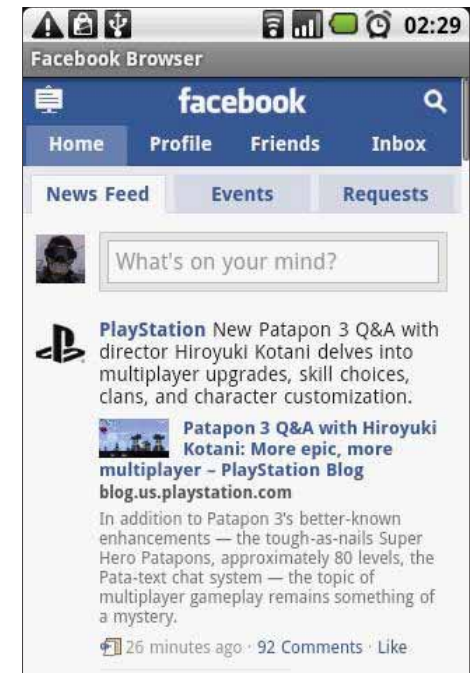 02:29
Facebook Browser
facebook
Home Profile Friends Inbox
News Feed Events Requests
What's on your mind?
PlayStation New Patapon 3 Q&A with
director Hiroyuki Kotani delves into
multiplayer upgrades, skill choices,
clans, and character customization.
Patapon 3 Q&A with Hiroyuki
Kotani: More epic, more
multiplayer – PlayStation Blog
blog.us.playstation.com
In addition to Patapon 3's better-known
enhancements — the tough-as-nails Super
Hero Patapons, approximately 80 levels, the
Pata-text chat system — the topic of
multiplayer gameplay remains something of
a mystery.
26 minutes ago · 92 Comments · Like